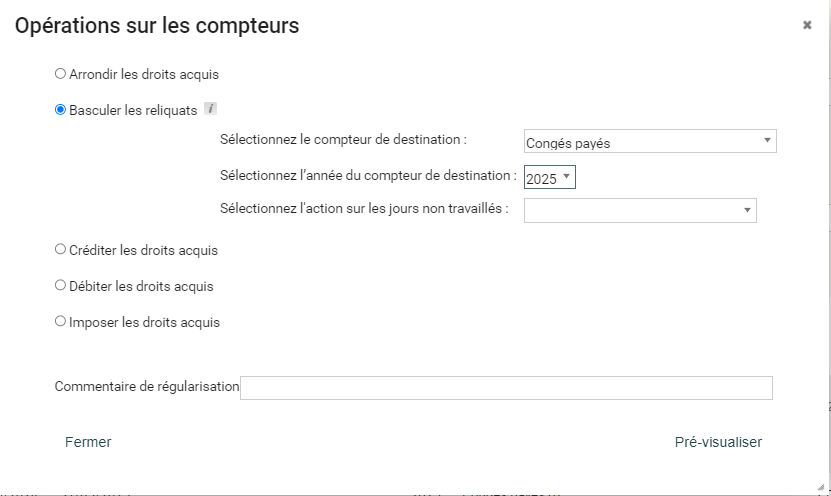 Opérations sur les compteurs
Arrondir les droits acquis
Basculer les reliquats i
Sélectionnez le compteur de destination : Congés payés
Sélectionnez l'année du compteur de destination : 2025
Sélectionnez l'action sur les jours non travaillés :
Créditer les droits acquis
Débiter les droits acquis
Imposer les droits acquis
Commentaire de régularisation
Fermer Pré-visualiser